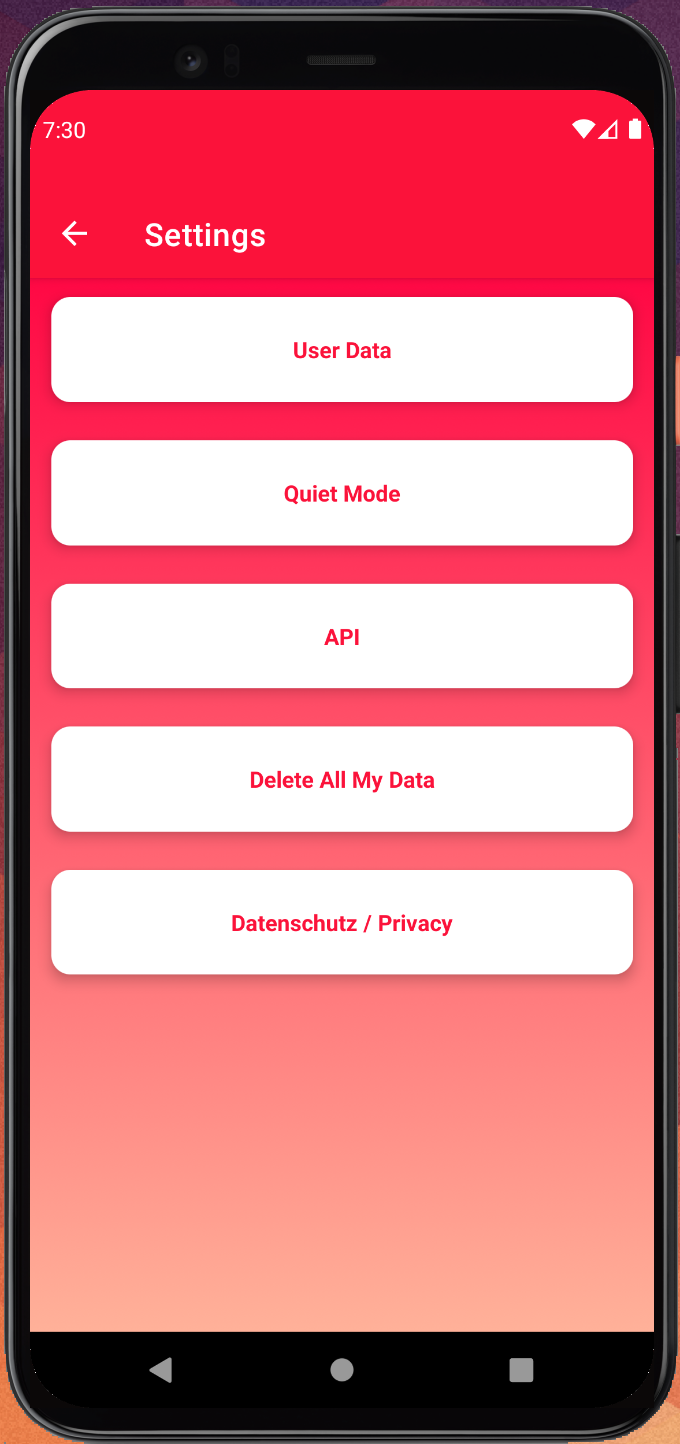 7:30
Settings
User Data
Quiet Mode
API
Delete All My Data
Datenschutz / Privacy